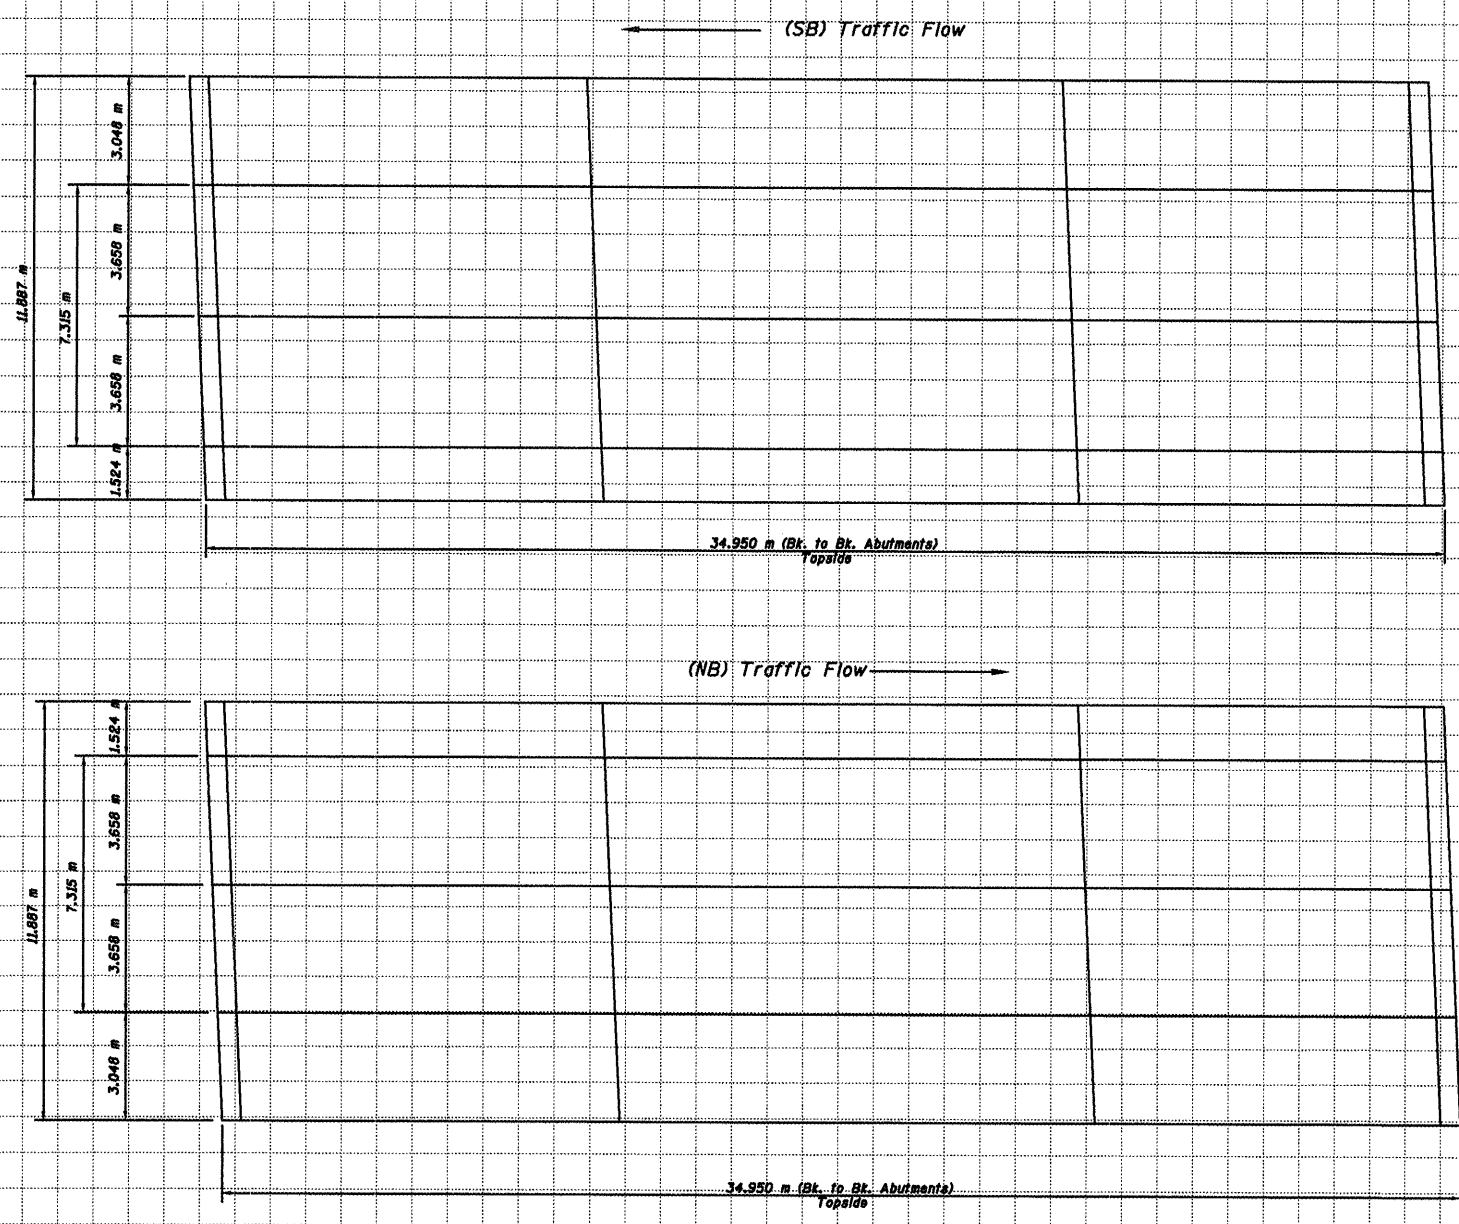 (SB) Traffic Flow
3.048 m
3.658 m
11.887 m
7.315 m
3.658 m
1.524 m
34.950 m (Bk. to Bk. Abutments)
Topside
(NB) Traffic Flow
1.524 m
3.658 m
7.315 m
11.887 m
3.658 m
3.048 m
34.950 m (Bk. to Bk. Abutments)
Topside